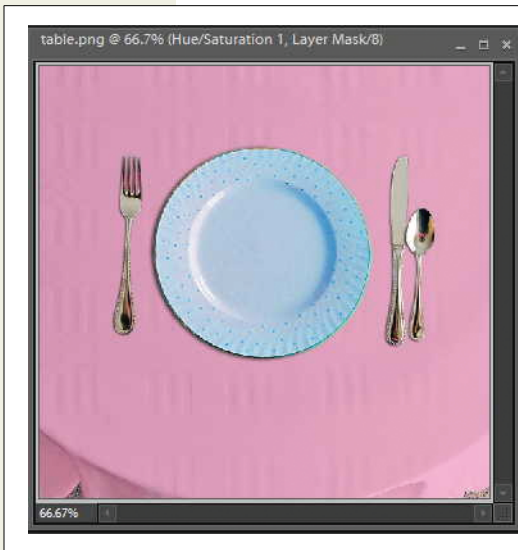 table.png @ 66.7% (Hue/Saturation 1, Layer Mask/8)
66.67%